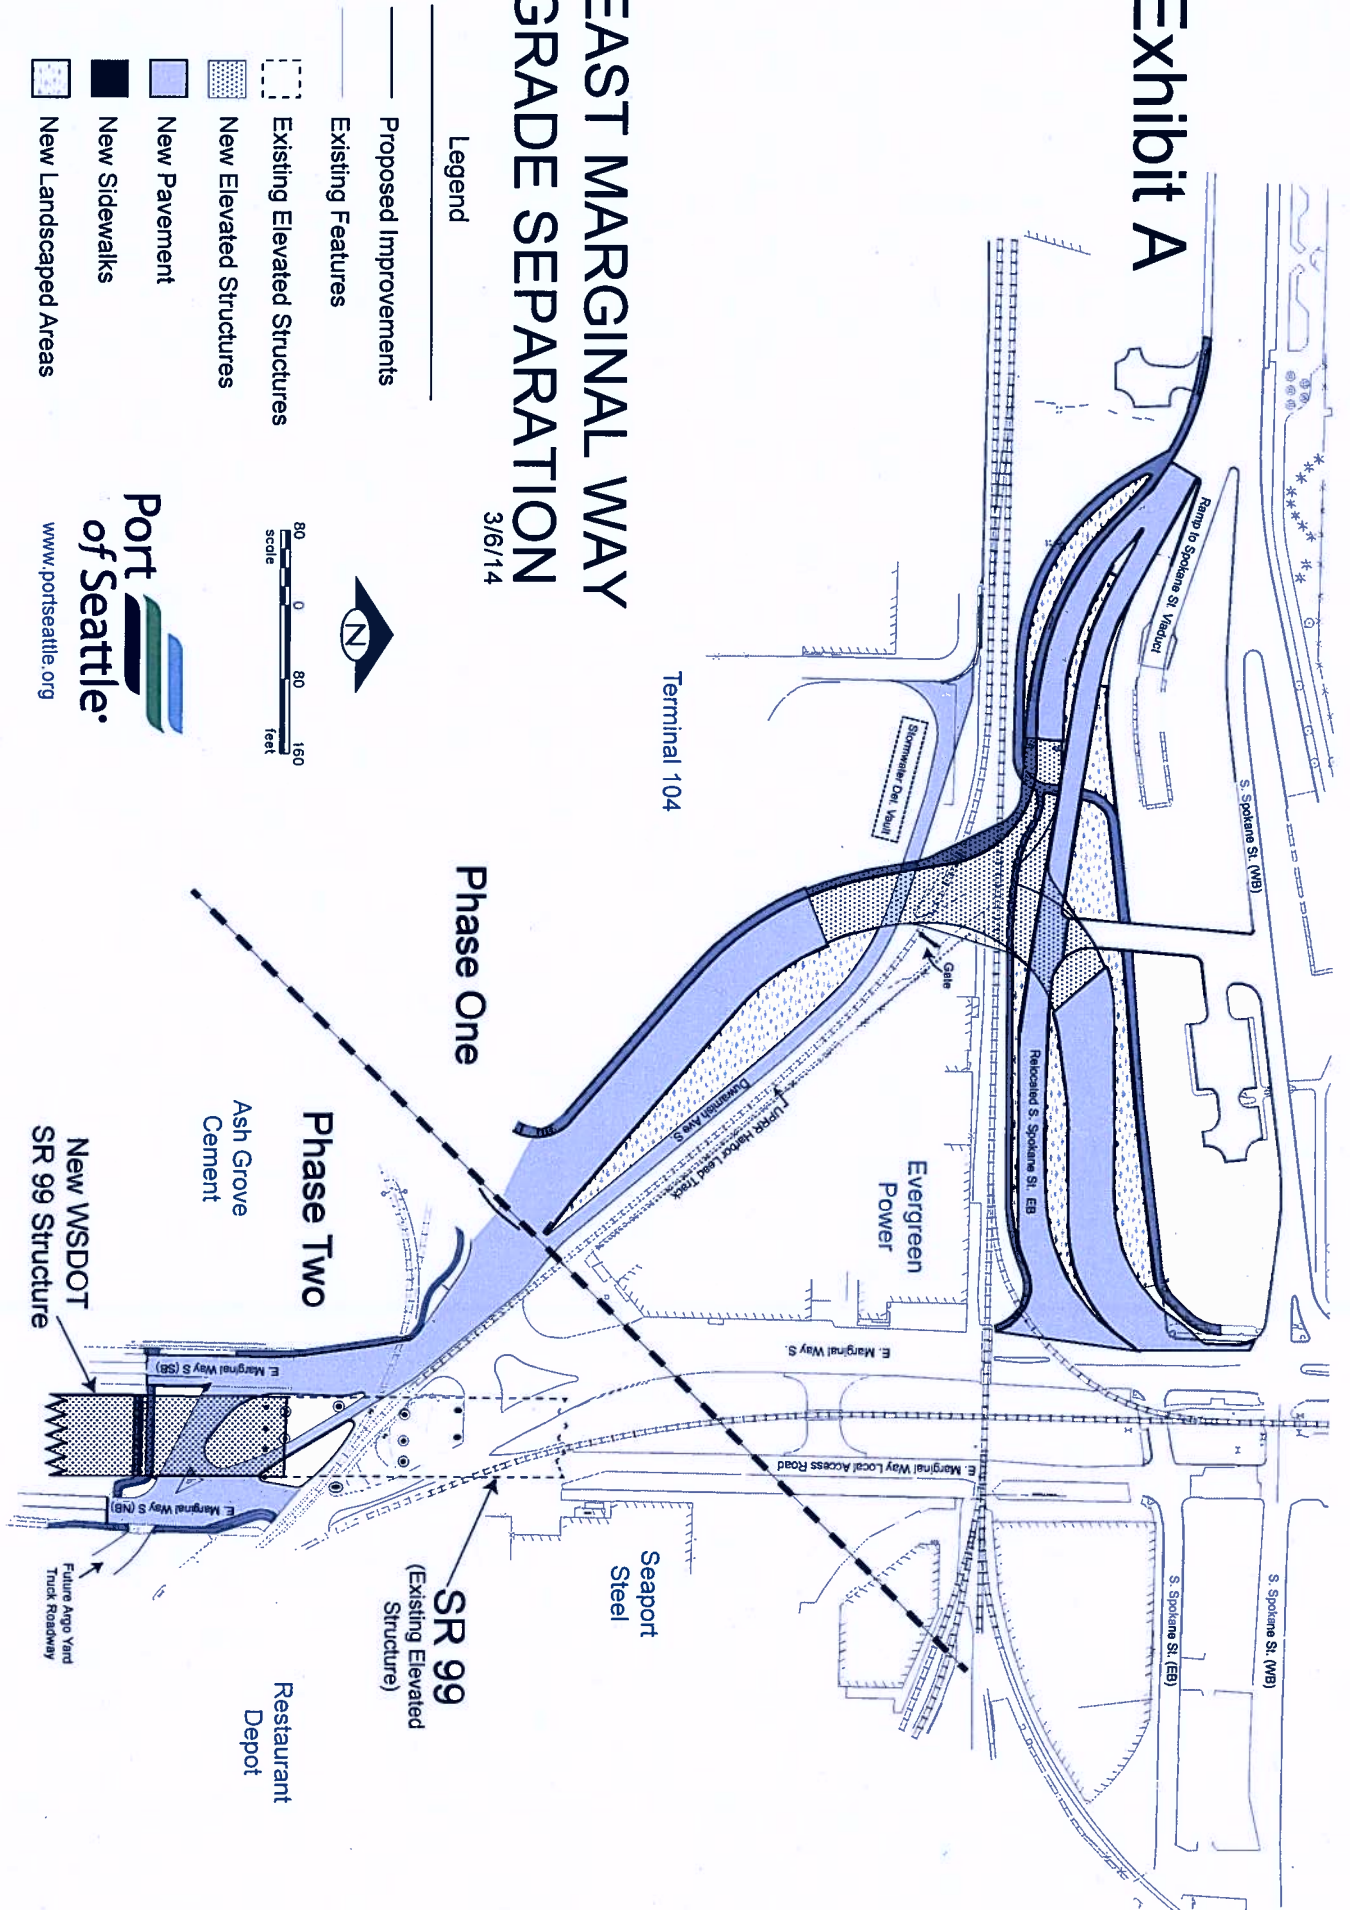 Exhibit A
EAST MARGINAL WAY
GRADE SEPARATION
3/6/14
Legend
Proposed Improvements
Existing Features
Existing Elevated Structures
New Elevated Structures
New Pavement
New Sidewalks
New Landscaped Areas
N
80
0
80
160
scale
feet
Port
of Seattle
www.portseattle.org
Ramp to Spokane St. Viaduct
S. Spokane St. (WB)
Terminal 104
Stormwater Det. Vault
Gate
Relocated S. Spokane St. EB
Phase One
Duwamish Ave S.
UPRR Harbor Lead Track
Evergreen
Power
Ash Grove
Cement
Phase Two
New WSDOT
SR 99 Structure
E. Marginal Way S (SB)
E. Marginal Way S (NB)
E. Marginal Way S.
E. Marginal Way Local Access Road
SR 99
(Existing Elevated
Structure)
Seaport
Steel
Future Argo Yard
Truck Roadway
Restaurant
Depot
S. Spokane St. (EB)
S. Spokane St. (WB)